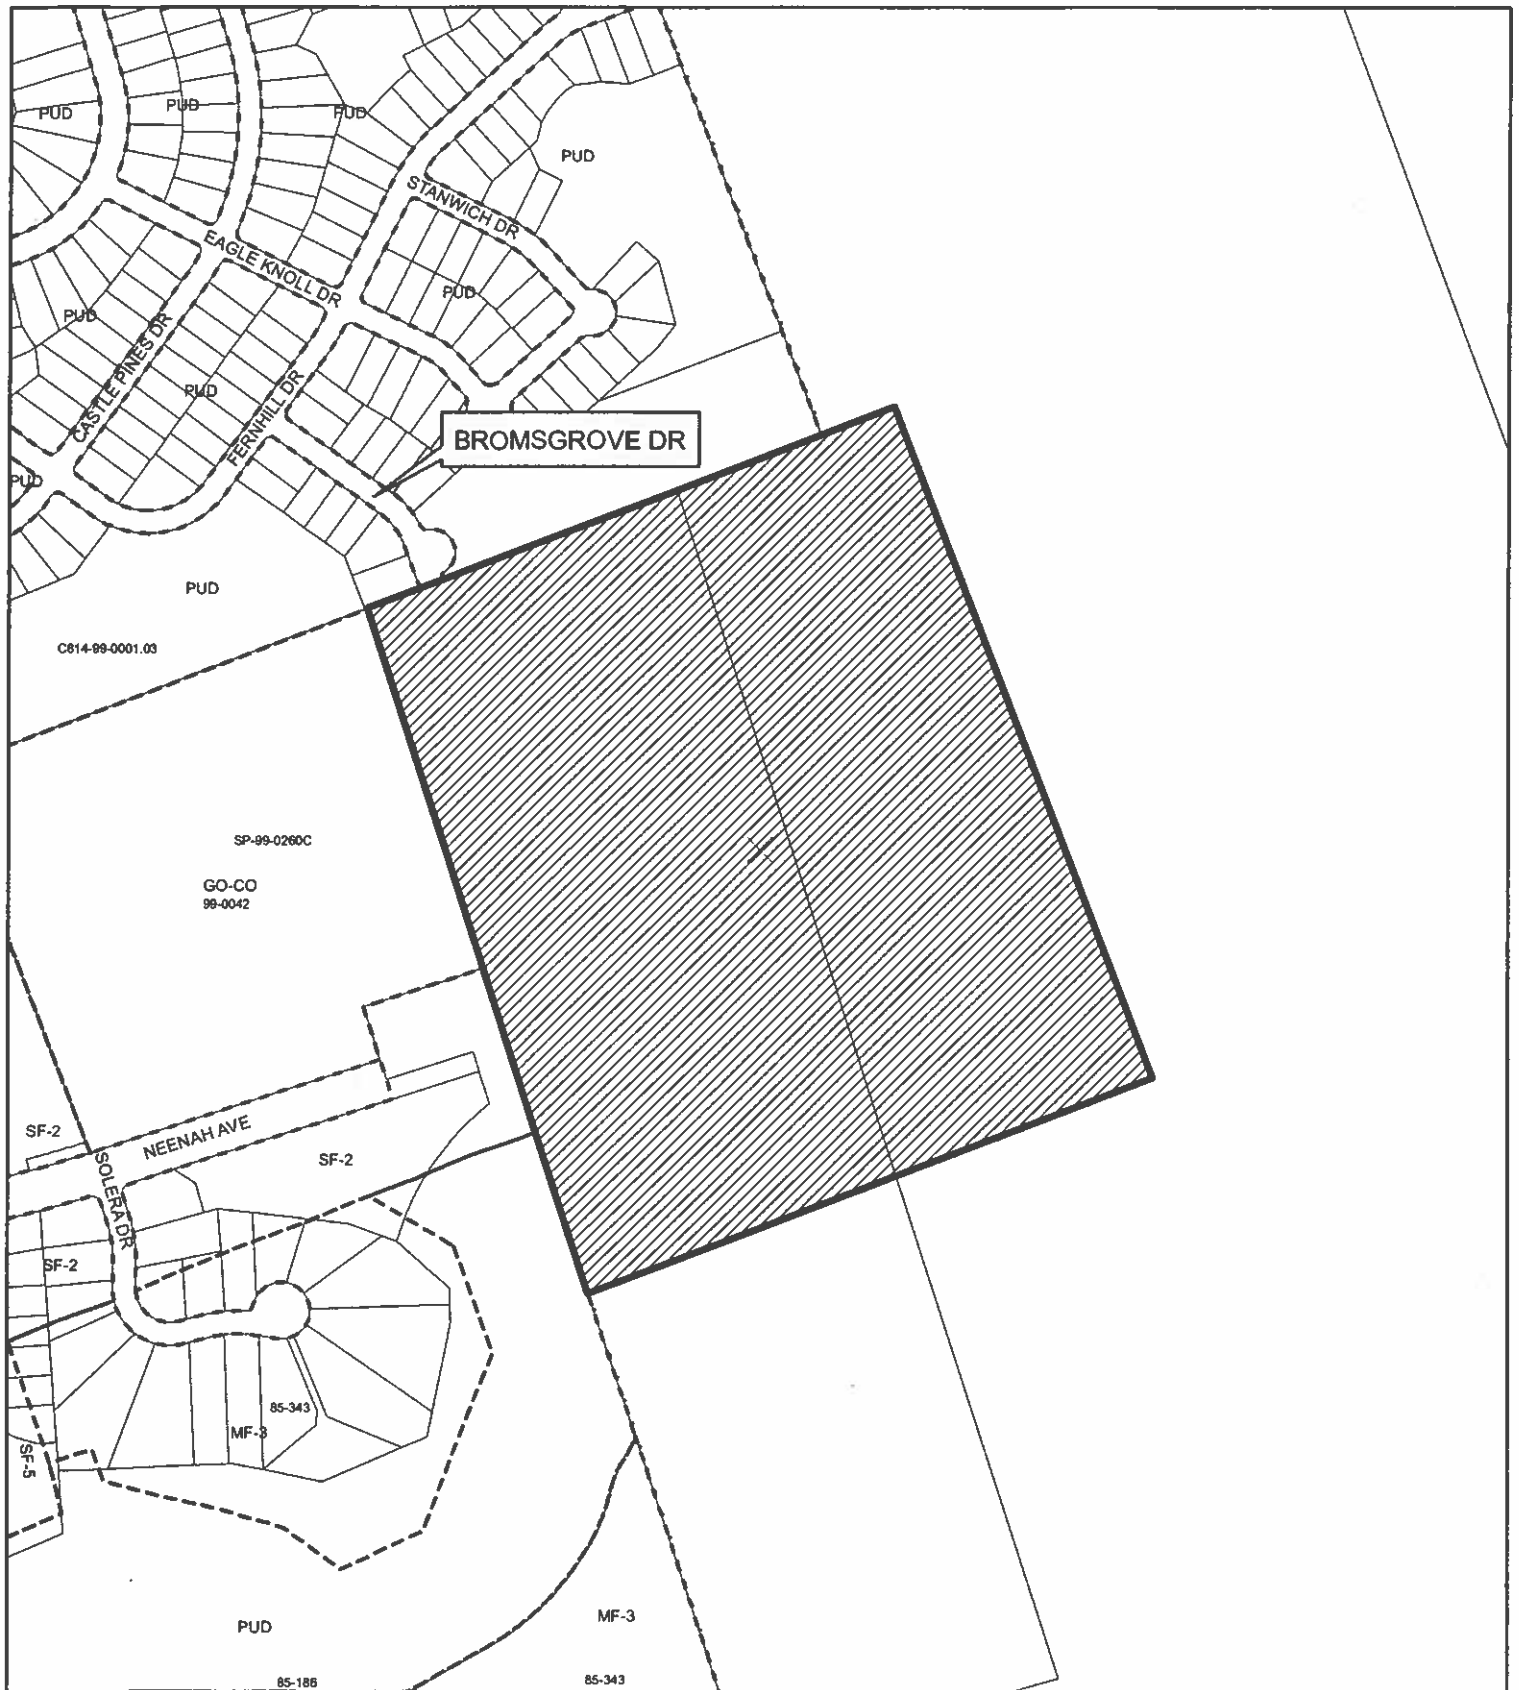 PUD
PUD
PUD
PUD
STANWICH DR
EAGLE KNOLL DR
PUD
PUD
CASTLE PINES DR
PUD
FERNHILL DR
BROMSGROVE DR
PUD
PUD
C814-99-0001.03
SP-99-0260C
GO-CO
99-0042
SF-2
NEENAH AVE
SF-2
SOLERA DR
SF-2
85-343
MF-3
SF-5
MF-3
PUD
85-186
85-343